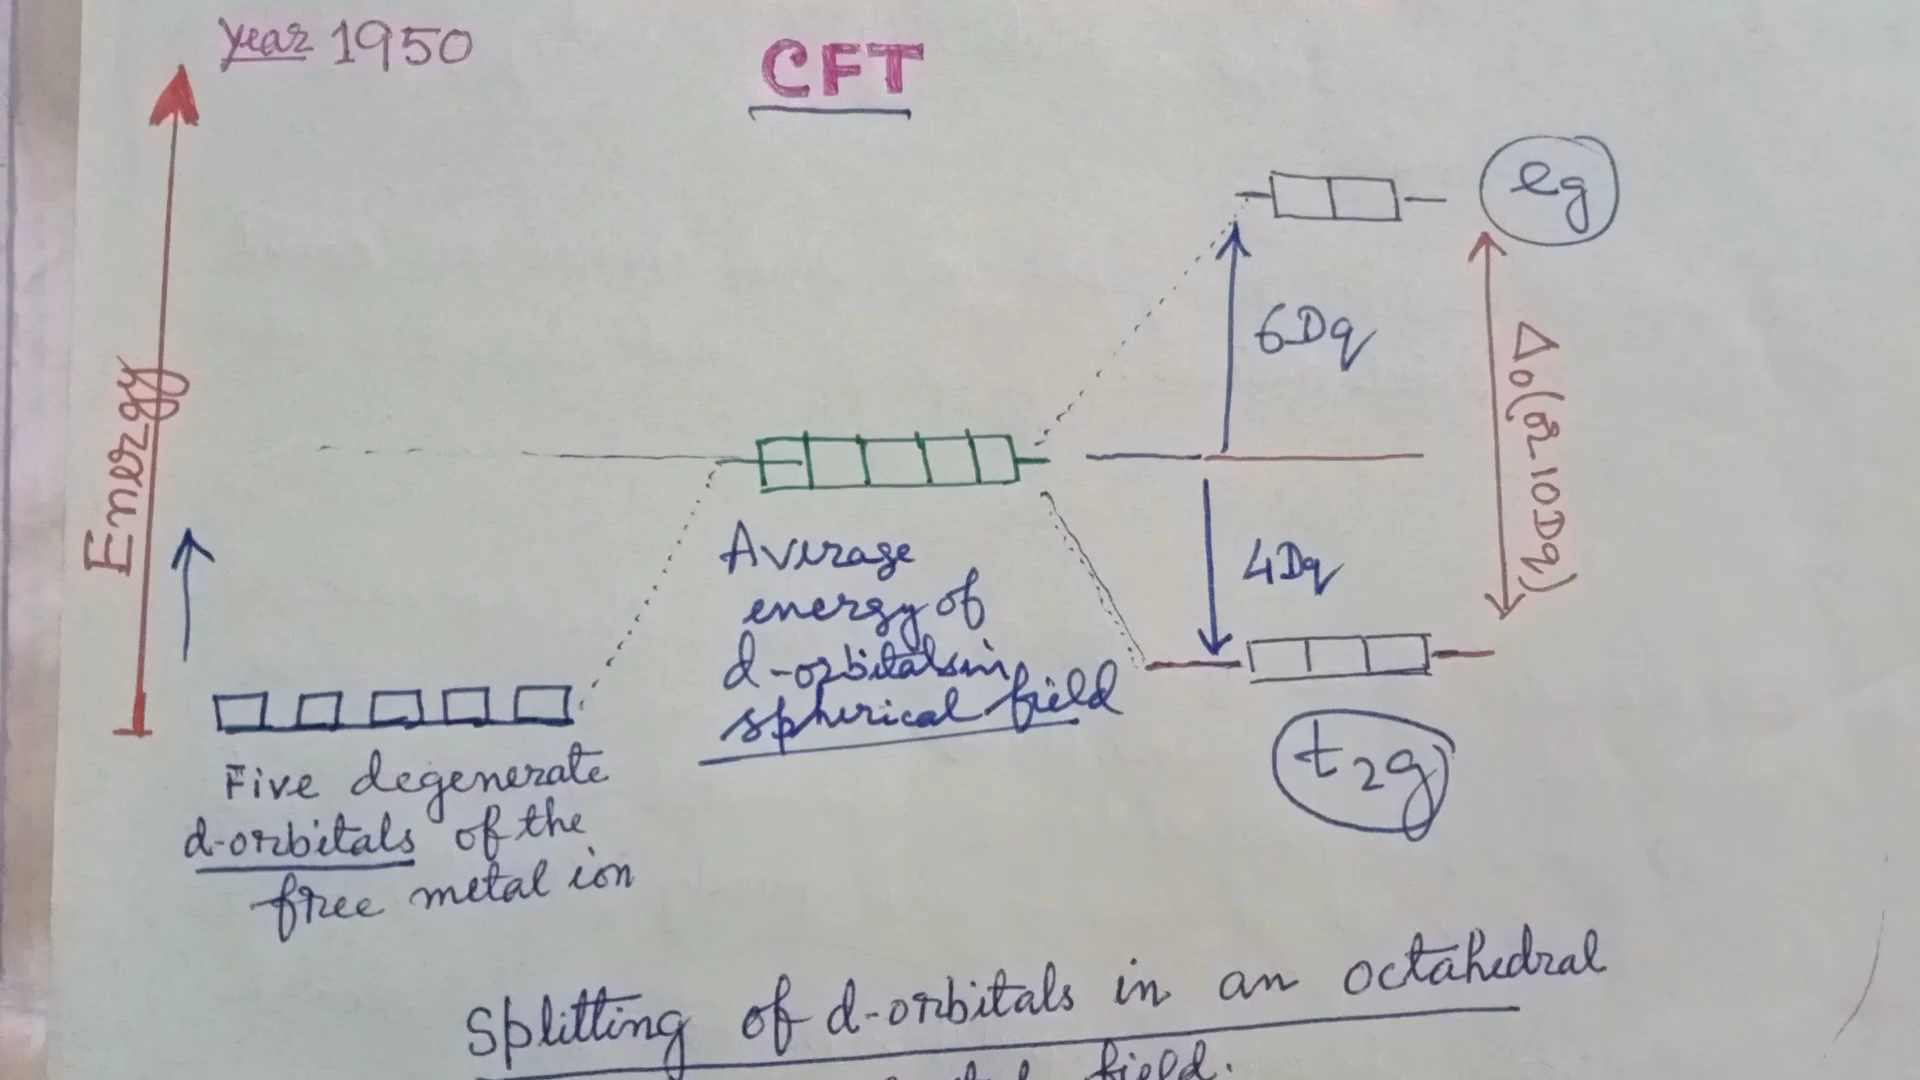 Year 1950
CFT
eg
6Dq
Δo (or 10Dq)
Energy
4Dq
Average
energy of
d-orbitals in
spherical field
t2g
Five degenerate
d-orbitals of the
free metal ion
Splitting of d-orbitals in an octahedral
field.